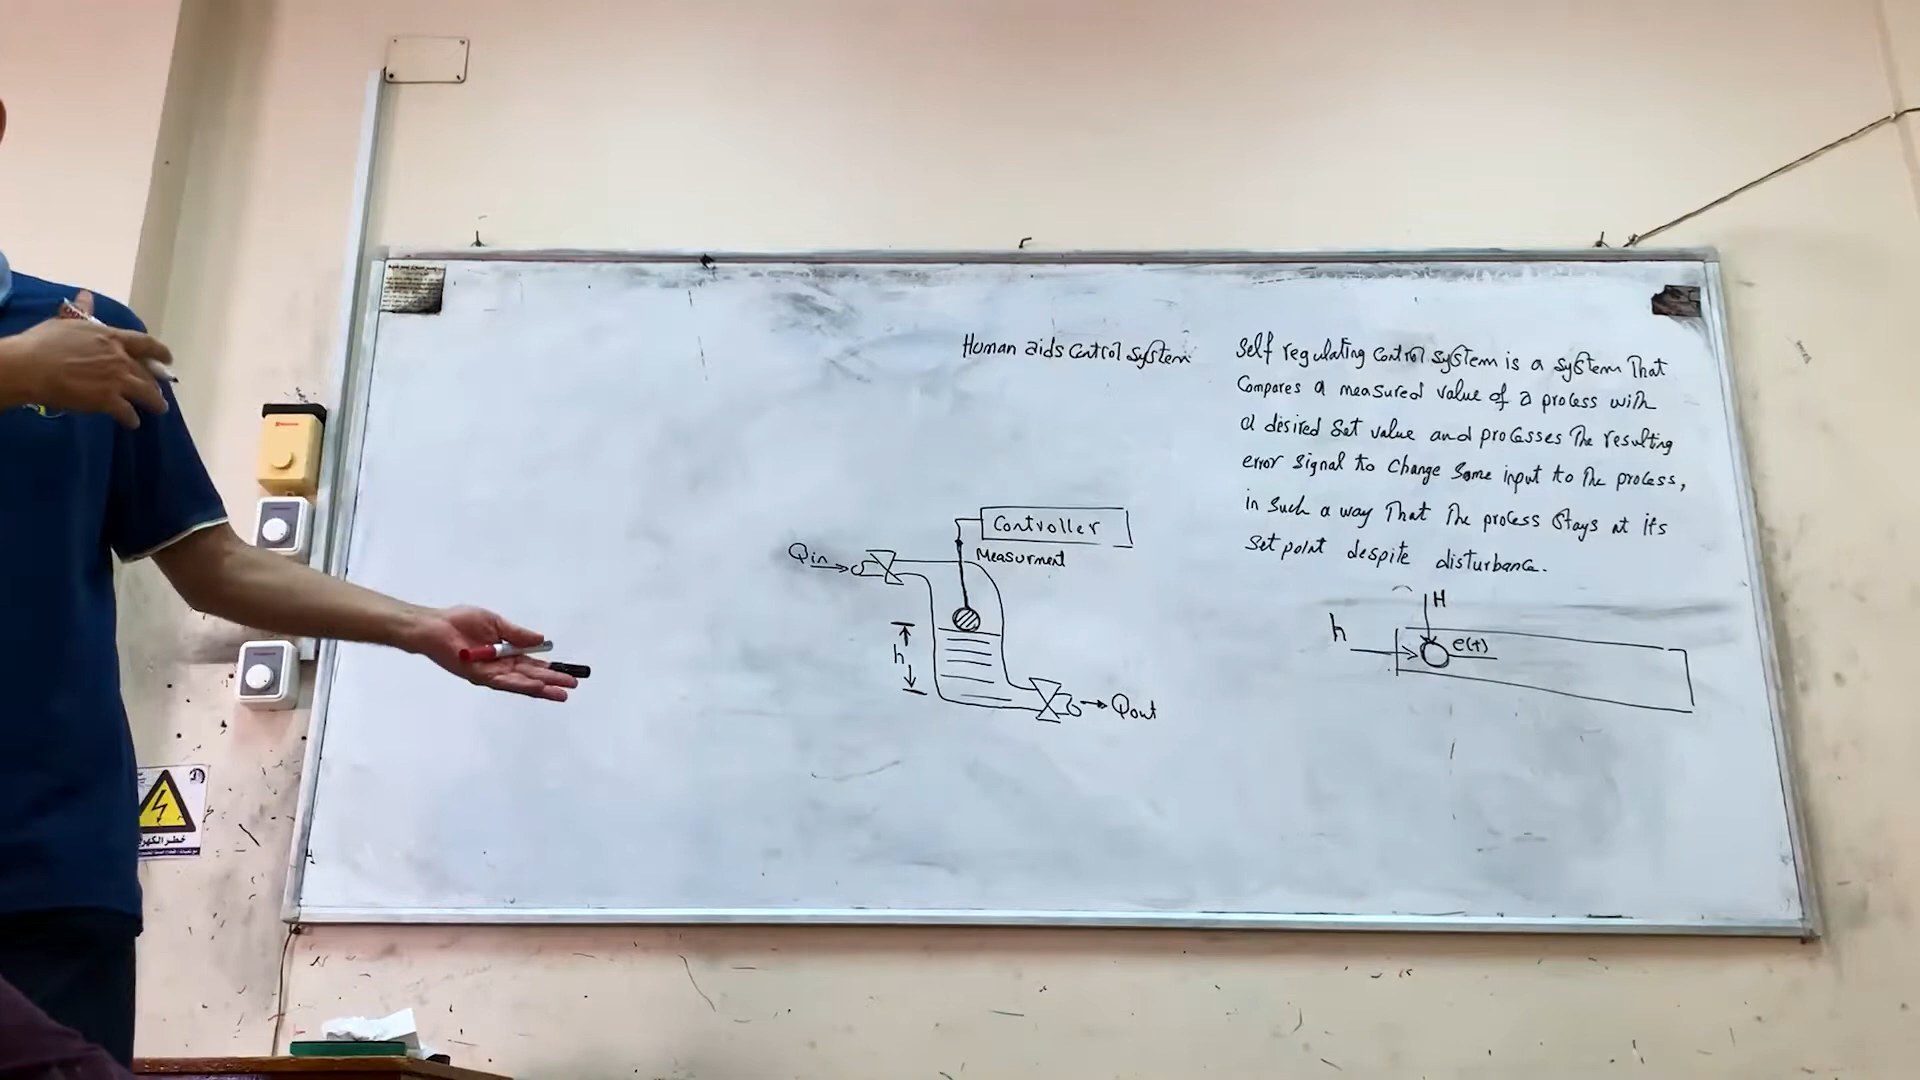 Human aids control system
Self regulating control system is a system That
Compares a measured value of a process with
a desired set value and processes The resulting
error signal to change some input to The process,
in such a way That The process stays at its
set point despite disturbance.
Controller
Measurment
Qin
h
Qout
H
h
e(t)
خطر الكهرباء